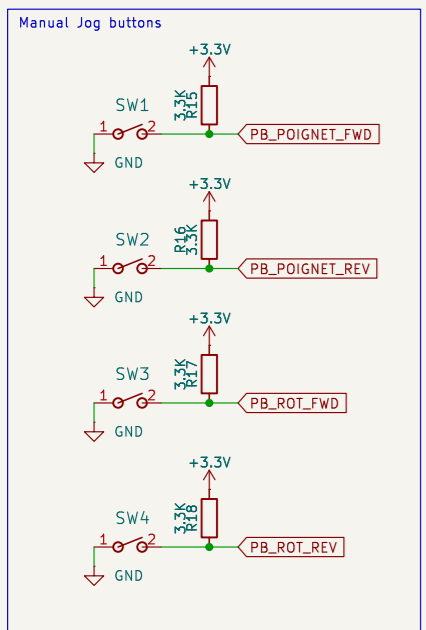 Manual Jog buttons
+3.3V
3.3K
R15
SW1
1
2
PB_POIGNET_FWD
GND
+3.3V
R16
3.3K
SW2
1
2
PB_POIGNET_REV
GND
+3.3V
3.3K
R17
SW3
1
2
PB_ROT_FWD
GND
+3.3V
3.3K
R18
SW4
1
2
PB_ROT_REV
GND